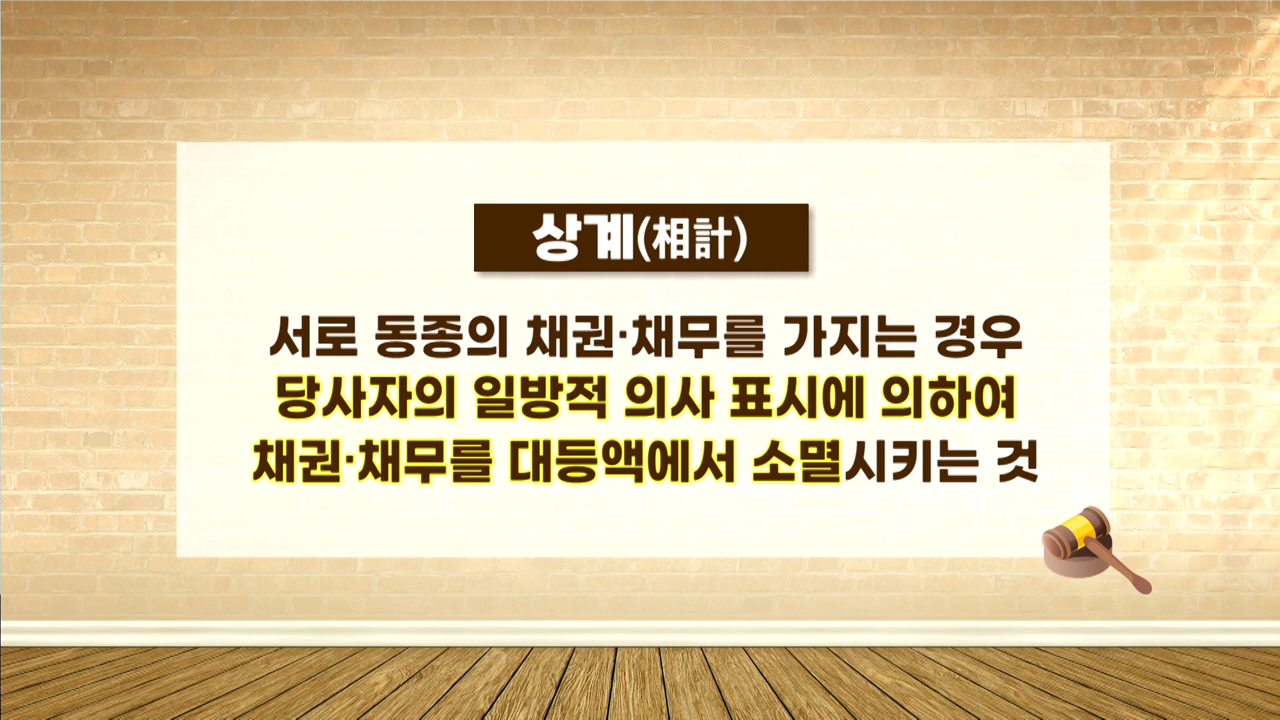 상계(相計)
서로 동종의 채권·채무를 가지는 경우
당사자의 일방적 의사 표시에 의하여
채권·채무를 대등액에서 소멸시키는 것